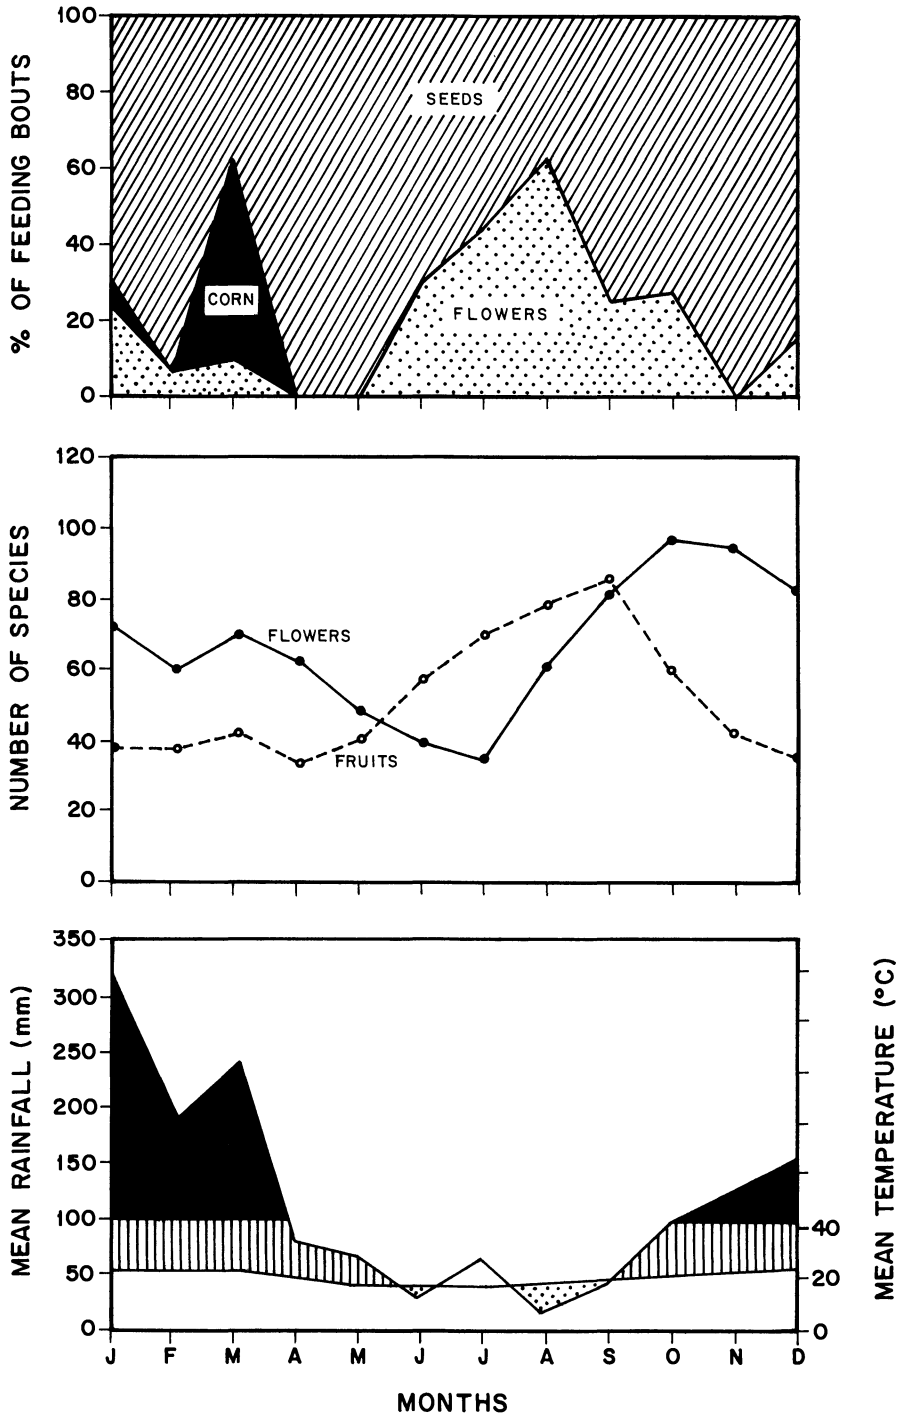 % OF FEEDING BOUTS
100
80
60
40
20
0
SEEDS
CORN
FLOWERS
NUMBER OF SPECIES
120
100
80
60
40
20
0
FLOWERS
FRUITS
MEAN RAINFALL (mm)
350
300
250
200
150
100
50
0
MEAN TEMPERATURE (°C)
40
20
0
J F M A M J J A S O N D
MONTHS